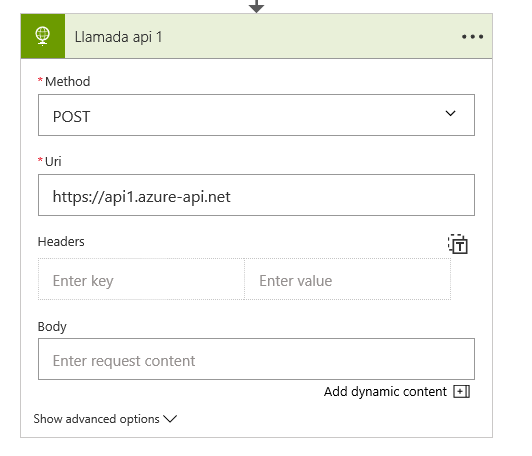 Llamada api 1
*Method
POST
*Uri
https://api1.azure-api.net
Headers
T
Enter key Enter value
Body
Enter request content
Add dynamic content
Show advanced options